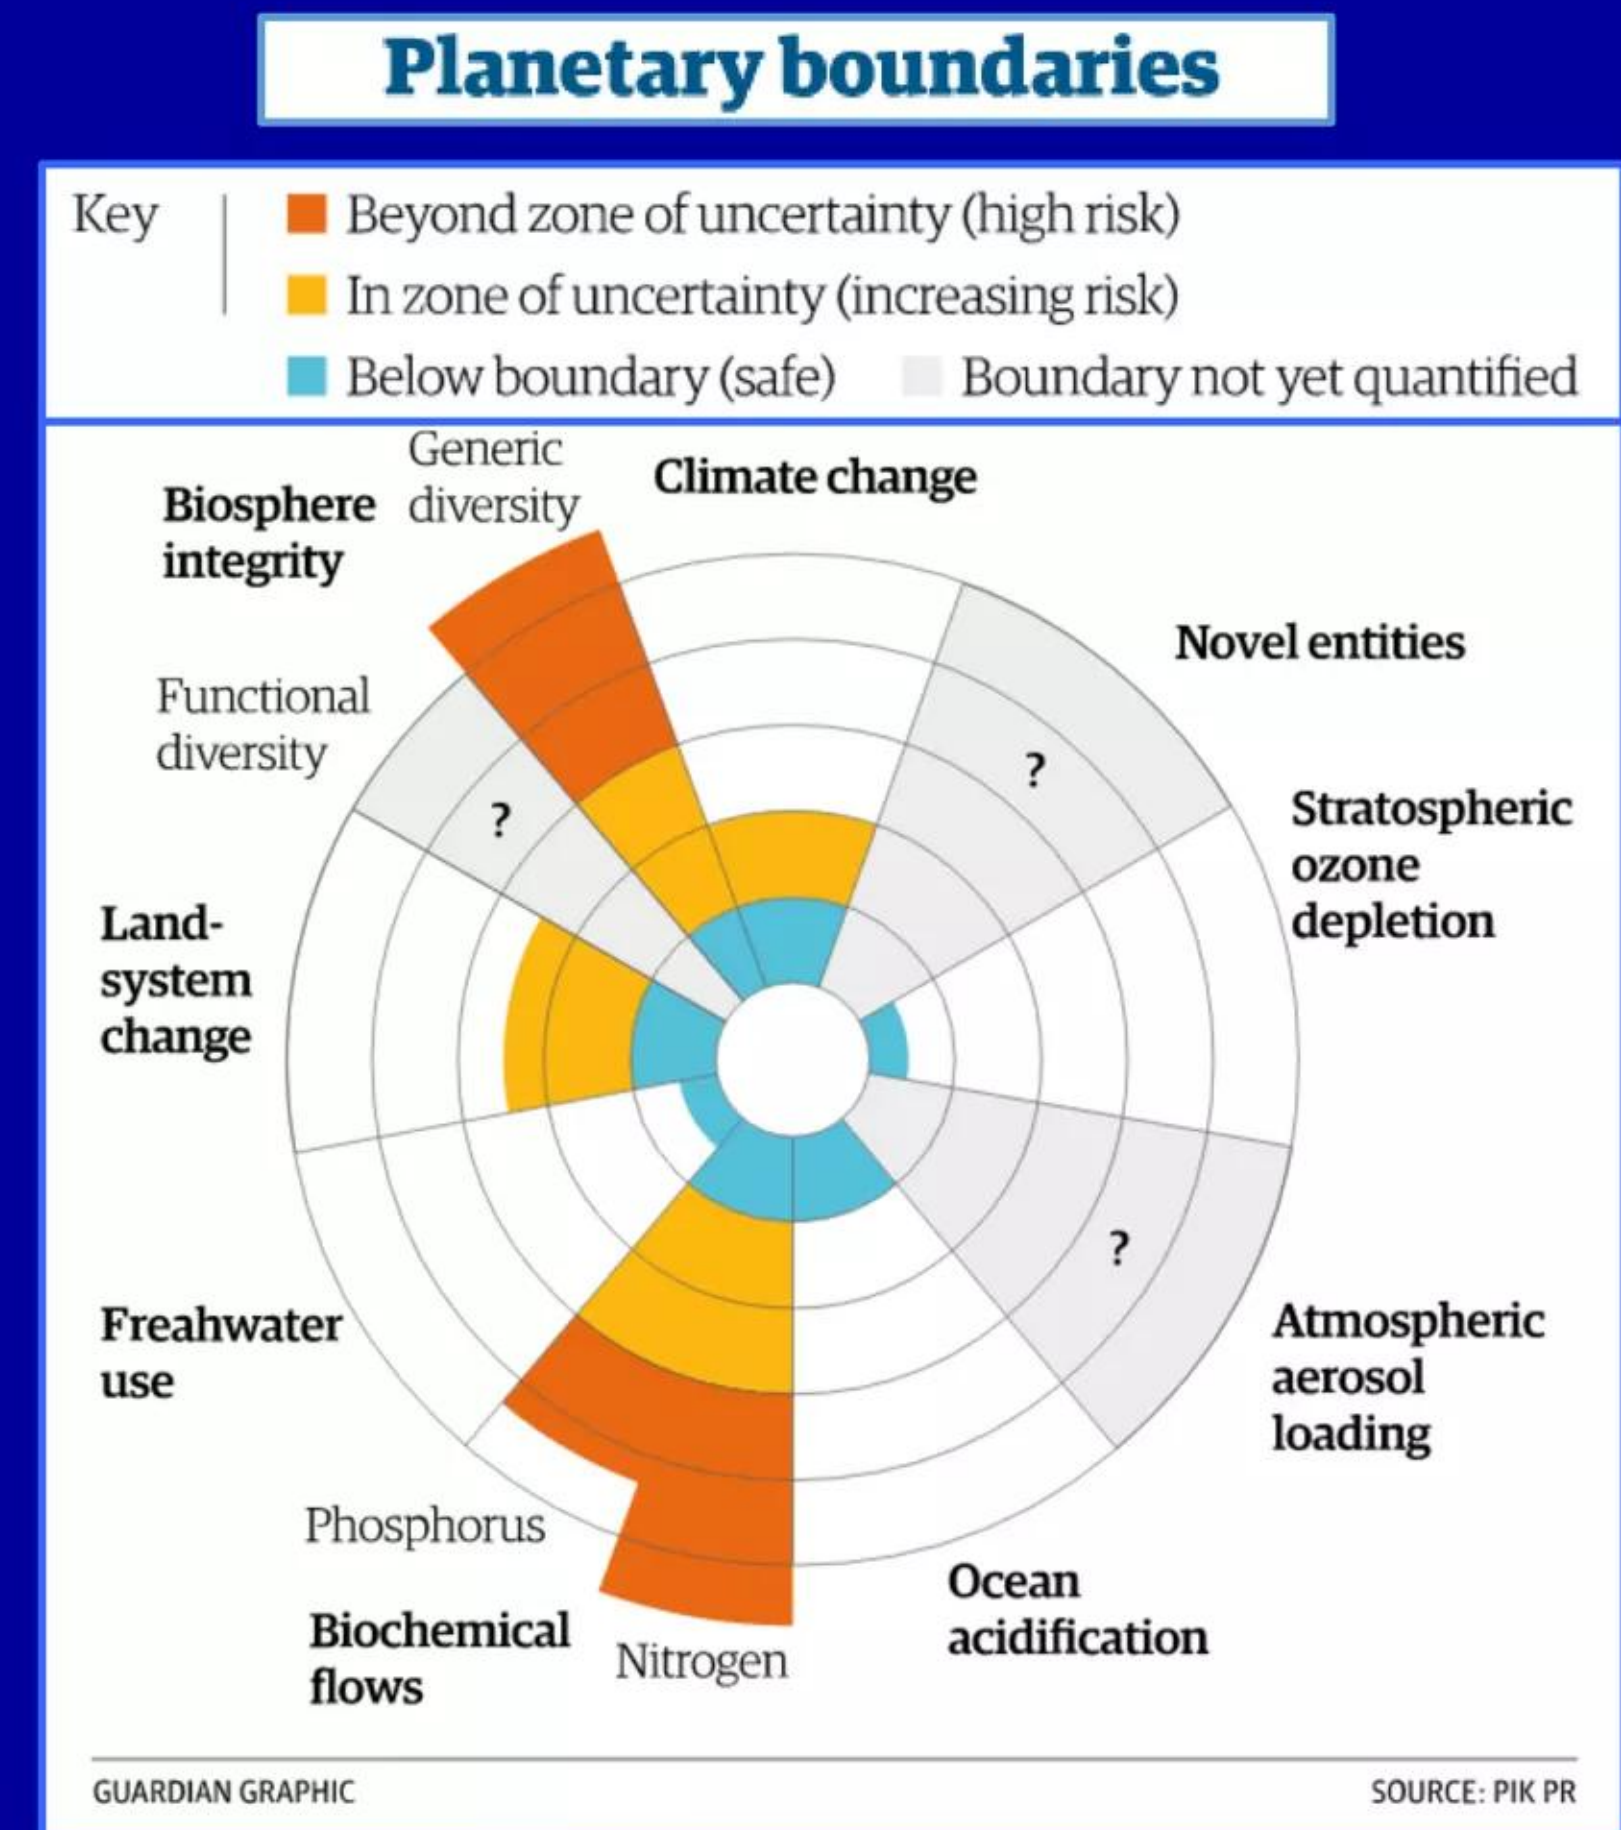 Planetary boundaries
Key
Beyond zone of uncertainty (high risk)
In zone of uncertainty (increasing risk)
Below boundary (safe)
Boundary not yet quantified
Generic
diversity
Climate change
Biosphere
integrity
Novel entities
Functional
diversity
?
?
Stratospheric
ozone
depletion
Land-
system
change
?
Atmospheric
aerosol
loading
Freahwater
use
Phosphorus
Ocean
acidification
Biochemical
flows
Nitrogen
GUARDIAN GRAPHIC
SOURCE: PIK PR